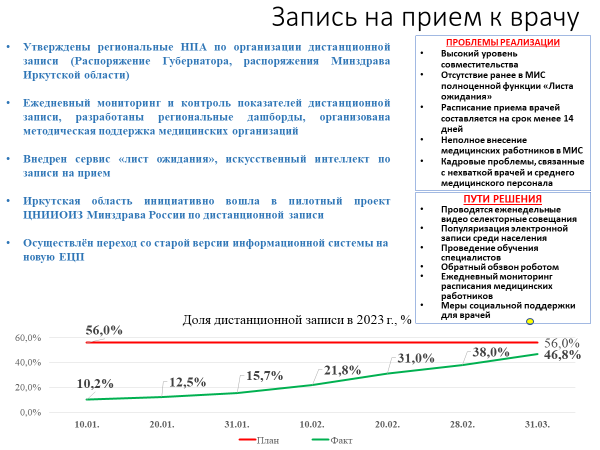 Запись на прием к врачу
• Утверждены региональные НПА по организации дистанционной
записи (Распоряжение Губернатора, распоряжения Минздрава
Иркутской области)
• Ежедневный мониторинг и контроль показателей дистанционной
записи, разработаны региональные дашборды, организована
методическая поддержка медицинских организаций
• Внедрен сервис «лист ожидания», искусственный интеллект по
записи на прием
• Иркутская область инициативно вошла в пилотный проект
ЦНИИОИЗ Минздрава России по дистанционной записи
• Осуществлён переход со старой версии информационной системы на
новую ЕЦП
ПРОБЛЕМЫ РЕАЛИЗАЦИИ
• Высокий уровень
совместительства
• Отсутствие ранее в МИС
полноценной функции «Листа
ожидания»
• Расписание приема врачей
составляется на срок менее 14
дней
• Неполное внесение
медицинских работников в МИС
• Кадровые проблемы, связанные
с нехваткой врачей и среднего
медицинского персонала
ПУТИ РЕШЕНИЯ
• Проводятся еженедельные
видео селекторные совещания
• Популяризация электронной
записи среди населения
• Проведение обучения
специалистов
• Обратный обзвон роботом
• Ежедневный мониторинг
расписания медицинских
работников
• Меры социальной поддержки
для врачей
Доля дистанционной записи в 2023 г., %
60,0%
40,0%
20,0%
0,0%
56,0%
56,0%
10,2%
12,5%
15,7%
21,8%
31,0%
38,0%
46,8%
10.01.
20.01.
31.01.
10.02.
20.02.
28.02.
31.03.
План
Факт